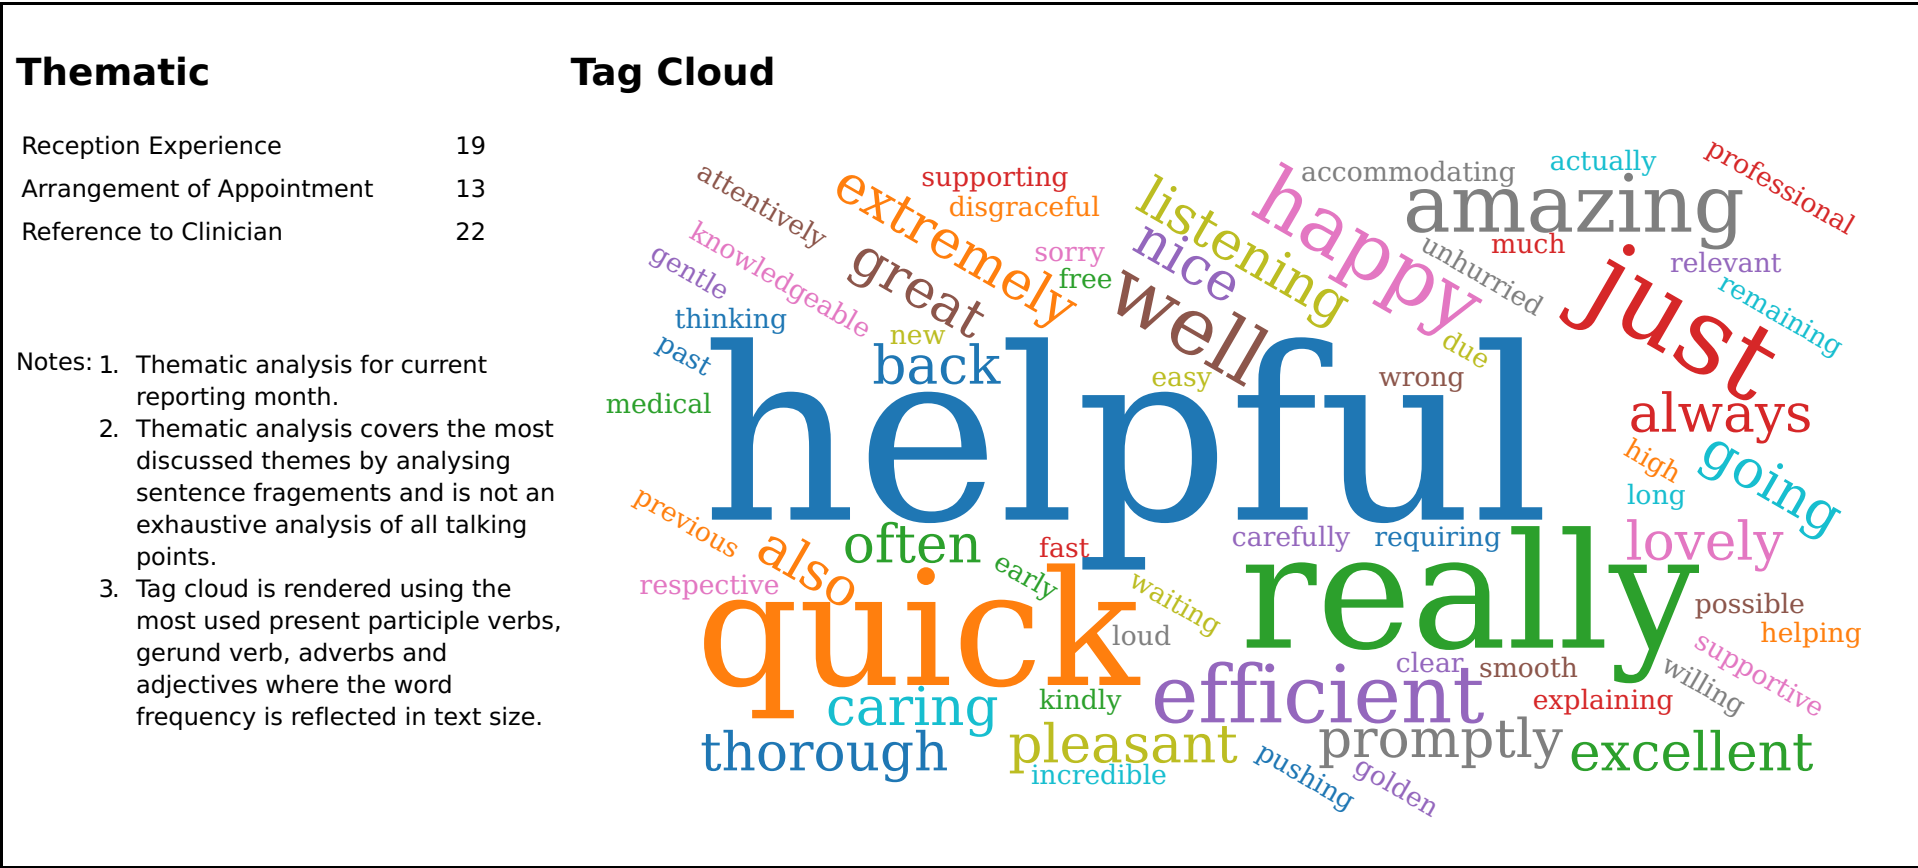 Thematic
Reception Experience 19
Arrangement of Appointment 13
Reference to Clinician 22
Notes: 1. Thematic analysis for current
reporting month.
2. Thematic analysis covers the most
discussed themes by analysing
sentence fragements and is not an
exhaustive analysis of all talking
points.
3. Tag cloud is rendered using the
most used present participle verbs,
gerund verb, adverbs and
adjectives where the word
frequency is reflected in text size.
Tag Cloud
attentively
extremely
supporting
disgraceful
listening
happy
accommodating
actually
professional
amazing
knowledgeable
gentle
great
sorry
free
nice
unhurried
much
just
relevant
remaining
thinking
past
new
back
well
easy
due
wrong
medical
helpful
always
high
going
long
previous
also
often
fast
early
carefully
requiring
lovely
respective
quick
waiting
loud
really
possible
helping
supportive
willing
clear
smooth
explaining
caring
kindly
efficient
thorough
pleasant
incredible
promptly
excellent
pushing
golden